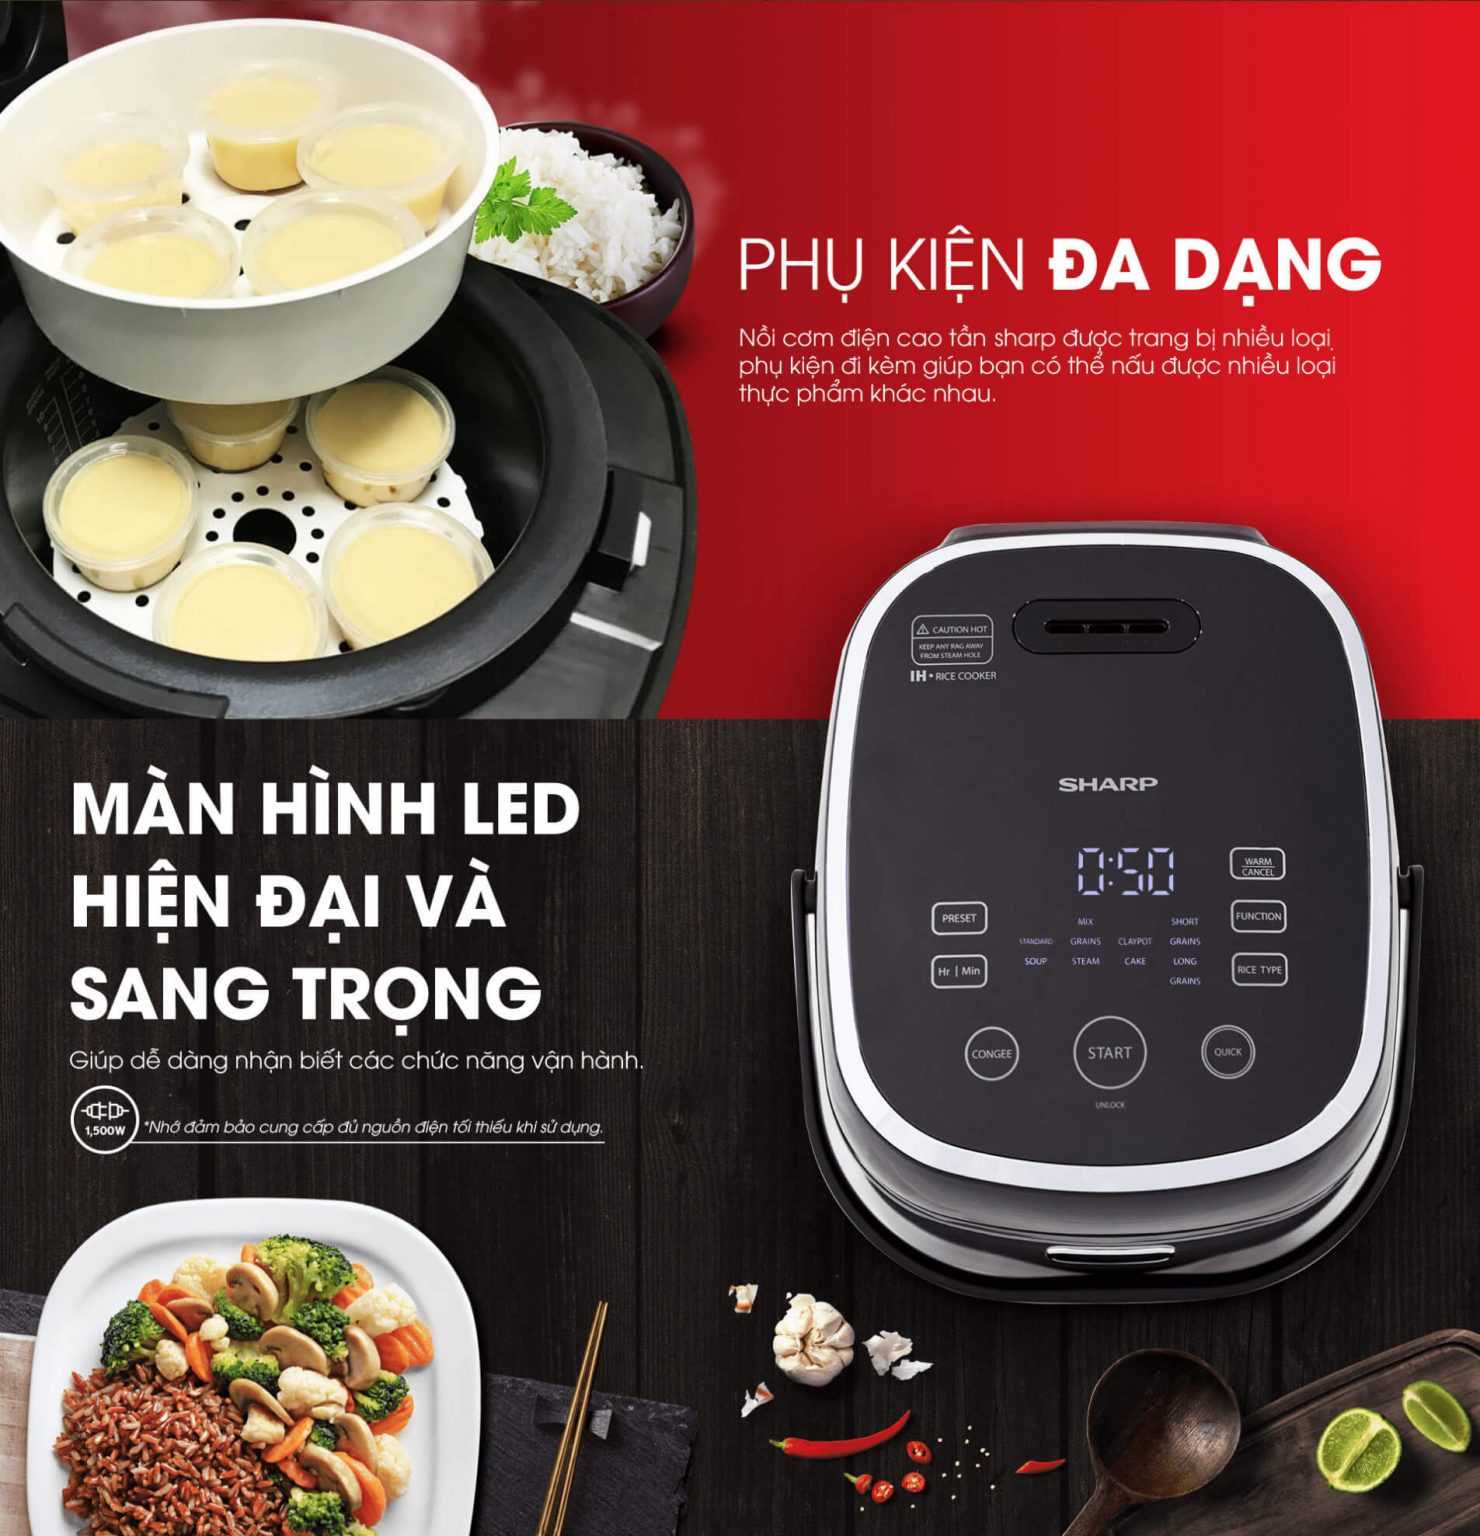 PHỤ KIỆN ĐA DẠNG
Nồi cơm điện cao tần sharp được trang bị nhiều loại
phụ kiện đi kèm giúp bạn có thể nấu được nhiều loại
thực phẩm khác nhau.
CAUTION HOT
KEEP ANY RAG AWAY
FROM STEAM HOLE
IH • RICE COOKER
SHARP
MÀN HÌNH LED
HIỆN ĐẠI VÀ
SANG TRỌNG
Giúp dễ dàng nhận biết các chức năng vận hành.
1,500W
*Nhớ đảm bảo cung cấp đủ nguồn điện tối thiếu khi sử dụng.
0:50
WARM
CANCEL
PRESET
FUNCTION
MIX
SHORT
STANDARD
GRAINS
CLAYPOT
GRAINS
SOUP
STEAM
CAKE
LONG
GRAINS
Hr | Min
RICE TYPE
CONGEE
START
QUICK
UNLOCK